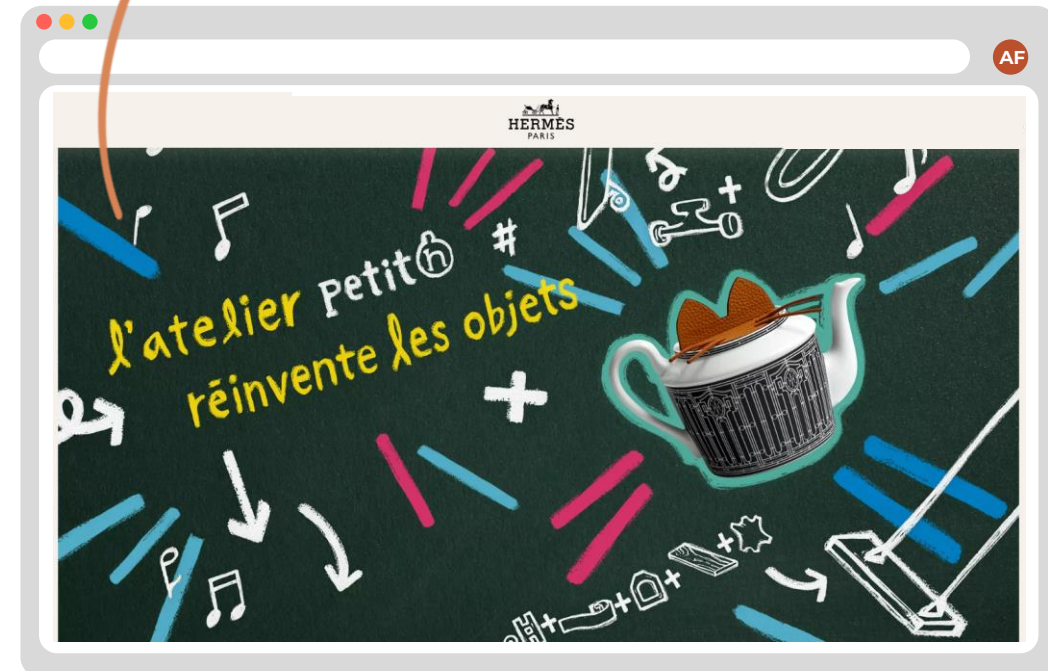 AF
HERMÈS
PARIS
l'atelier petit h #
réinvente les objets